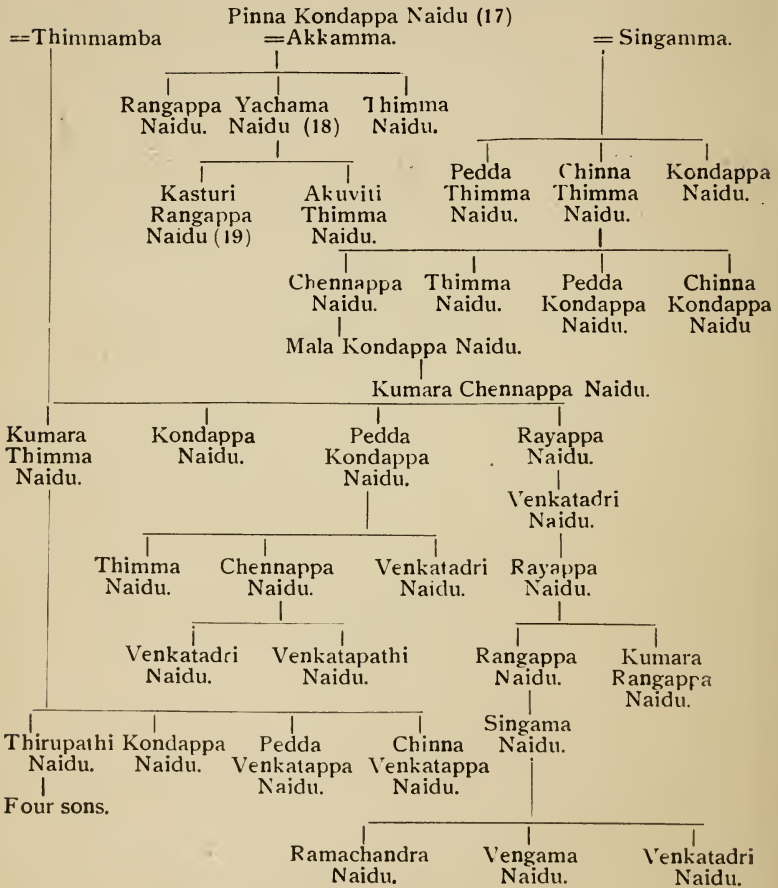 Pinna Kondappa Naidu (17)
==Thimmamba =Akkamma. = Singamma.
Rangappa Yachama Thimma
Naidu. Naidu (18) Naidu.
Pedda Chinna Kondappa
Thimma Thimma Naidu.
Naidu. Naidu.
Kasturi Akuviti
Rangappa Thimma
Naidu (19) Naidu.
Chennappa Thimma Pedda Chinna
Naidu. Naidu. Kondappa Kondappa
Naidu. Naidu
Mala Kondappa Naidu.
Kumara Chennappa Naidu.
Kumara Kondappa Pedda Rayappa
Thimma Naidu. Kondappa Naidu.
Naidu. Naidu.
Venkatadri
Naidu.
Thimma Chennappa Venkatadri Rayappa
Naidu. Naidu. Naidu. Naidu.
Venkatadri Venkatapathi Rangappa Kumara
Naidu. Naidu. Naidu. Rangappa
Naidu.
Singama
Naidu.
Thirupathi Kondappa Pedda Chinna
Naidu. Naidu. Venkatappa Venkatappa
Naidu. Naidu.
Four sons.
Ramachandra Vengama Venkatadri
Naidu. Naidu. Naidu.